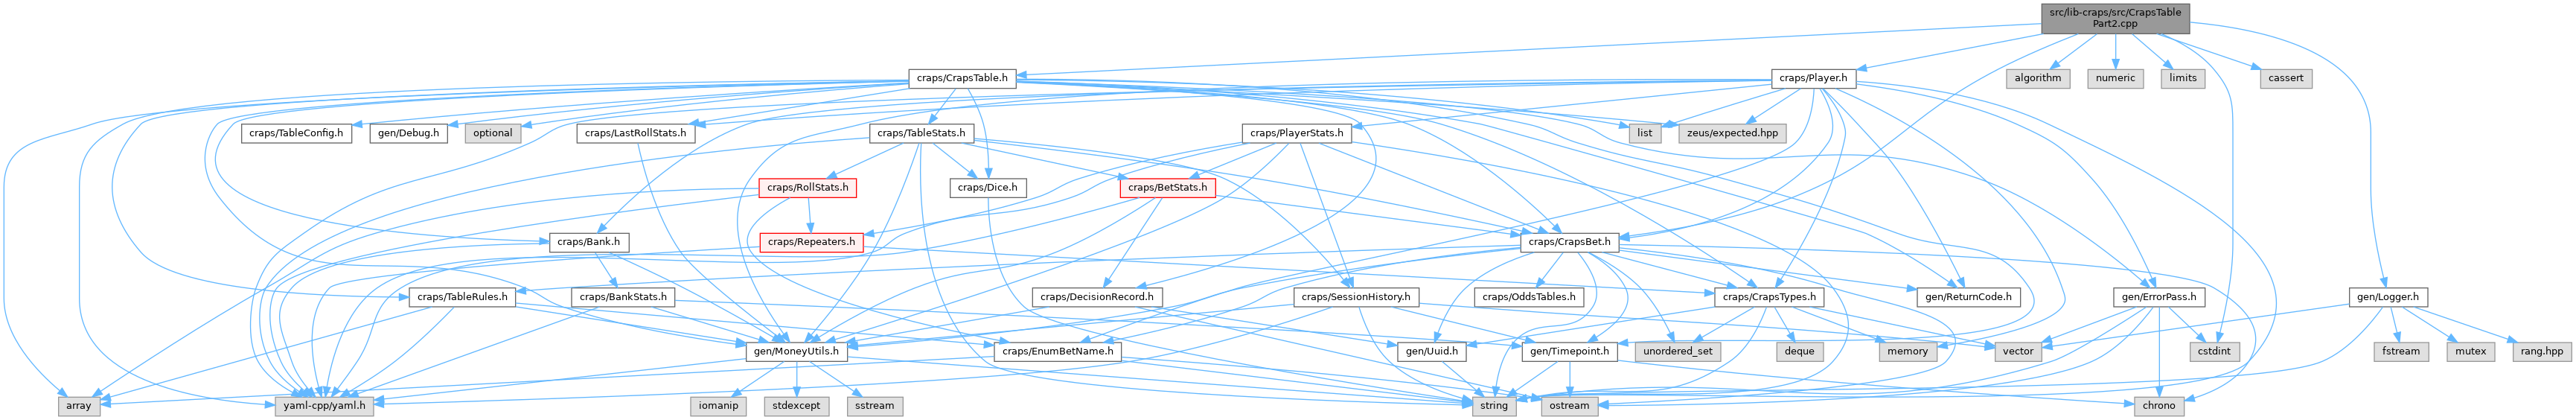 src/lib-craps/src/CrapsTable
Part2.cpp
craps/CrapsTable.h
craps/Player.h
algorithm
numeric
limits
cassert
craps/TableConfig.h
gen/Debug.h
optional
craps/LastRollStats.h
craps/TableStats.h
craps/PlayerStats.h
list
zeus/expected.hpp
craps/RollStats.h
craps/Dice.h
craps/BetStats.h
craps/Bank.h
craps/Repeaters.h
craps/CrapsBet.h
craps/TableRules.h
craps/BankStats.h
craps/DecisionRecord.h
craps/SessionHistory.h
craps/OddsTables.h
craps/CrapsTypes.h
gen/ReturnCode.h
gen/ErrorPass.h
gen/Logger.h
gen/MoneyUtils.h
craps/EnumBetName.h
gen/Uuid.h
gen/Timepoint.h
unordered_set
deque
memory
vector
cstdint
fstream
mutex
rang.hpp
array
yaml-cpp/yaml.h
iomanip
stdexcept
sstream
string
ostream
chrono